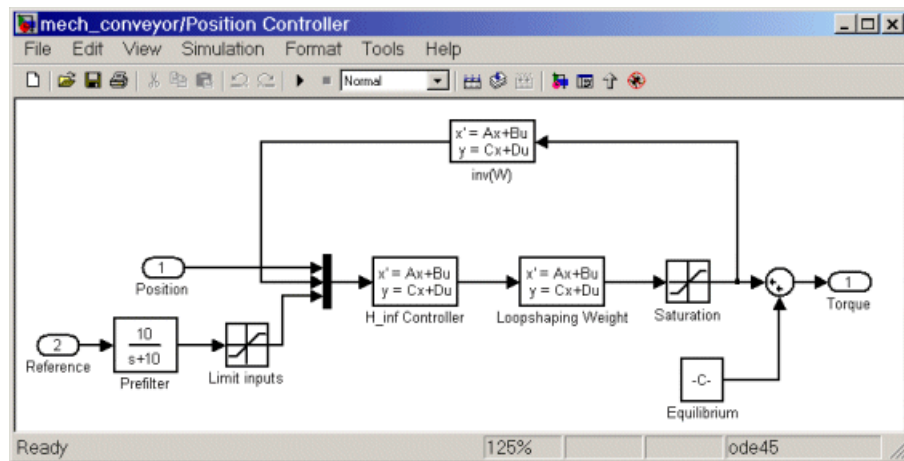 mech_conveyor/Position Controller
File Edit View Simulation Format Tools Help
Normal
x' = Ax+Bu
y = Cx+Du
inv(W)
1
Position
x' = Ax+Bu
y = Cx+Du
H_inf Controller
x' = Ax+Bu
y = Cx+Du
Loopshaping Weight
Saturation
1
Torque
2
Reference
10
s+10
Prefilter
Limit inputs
-C-
Equilibrium
Ready 125% ode45